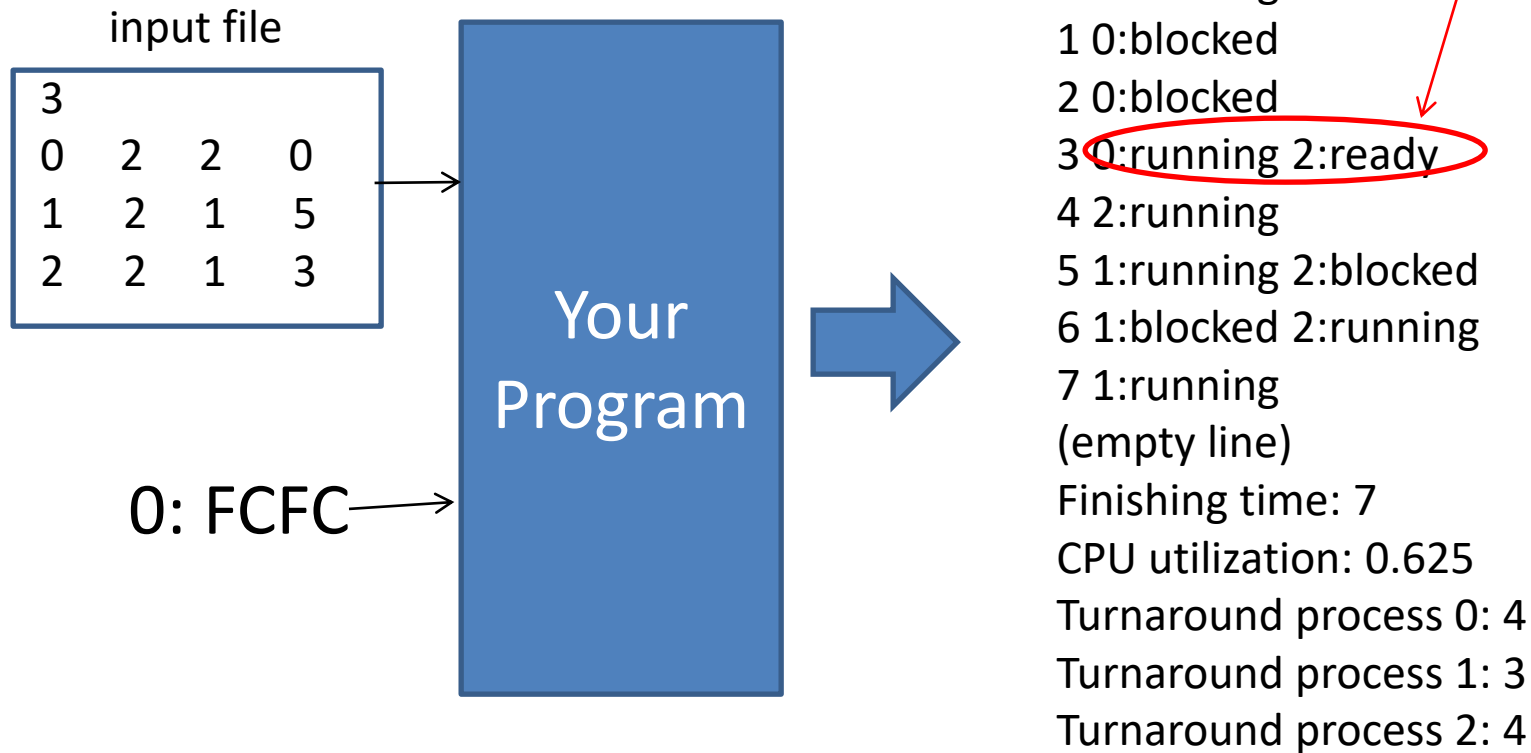 input file
3
0 2 2 0
1 2 1 5
2 2 1 3
0: FCFC
Your
Program
1 0:blocked
2 0:blocked
3 0:running 2:ready
4 2:running
5 1:running 2:blocked
6 1:blocked 2:running
7 1:running
(empty line)
Finishing time: 7
CPU utilization: 0.625
Turnaround process 0: 4
Turnaround process 1: 3
Turnaround process 2: 4